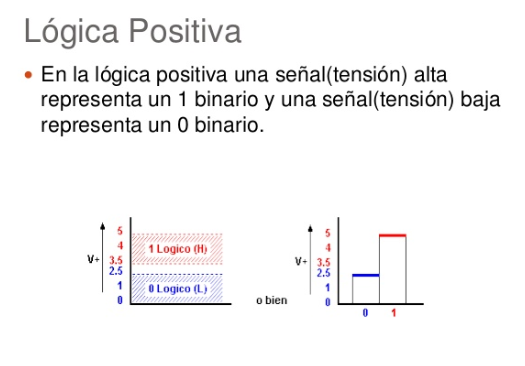 Lógica Positiva
• En la lógica positiva una señal(tensión) alta
representa un 1 binario y una señal(tensión) baja
representa un 0 binario.
V+
5
4
3.5
2.5
1
0
1 Logico (H)
0 Logico (L)
o bien
V+
5
4
3.5
2.5
1
0
0 1